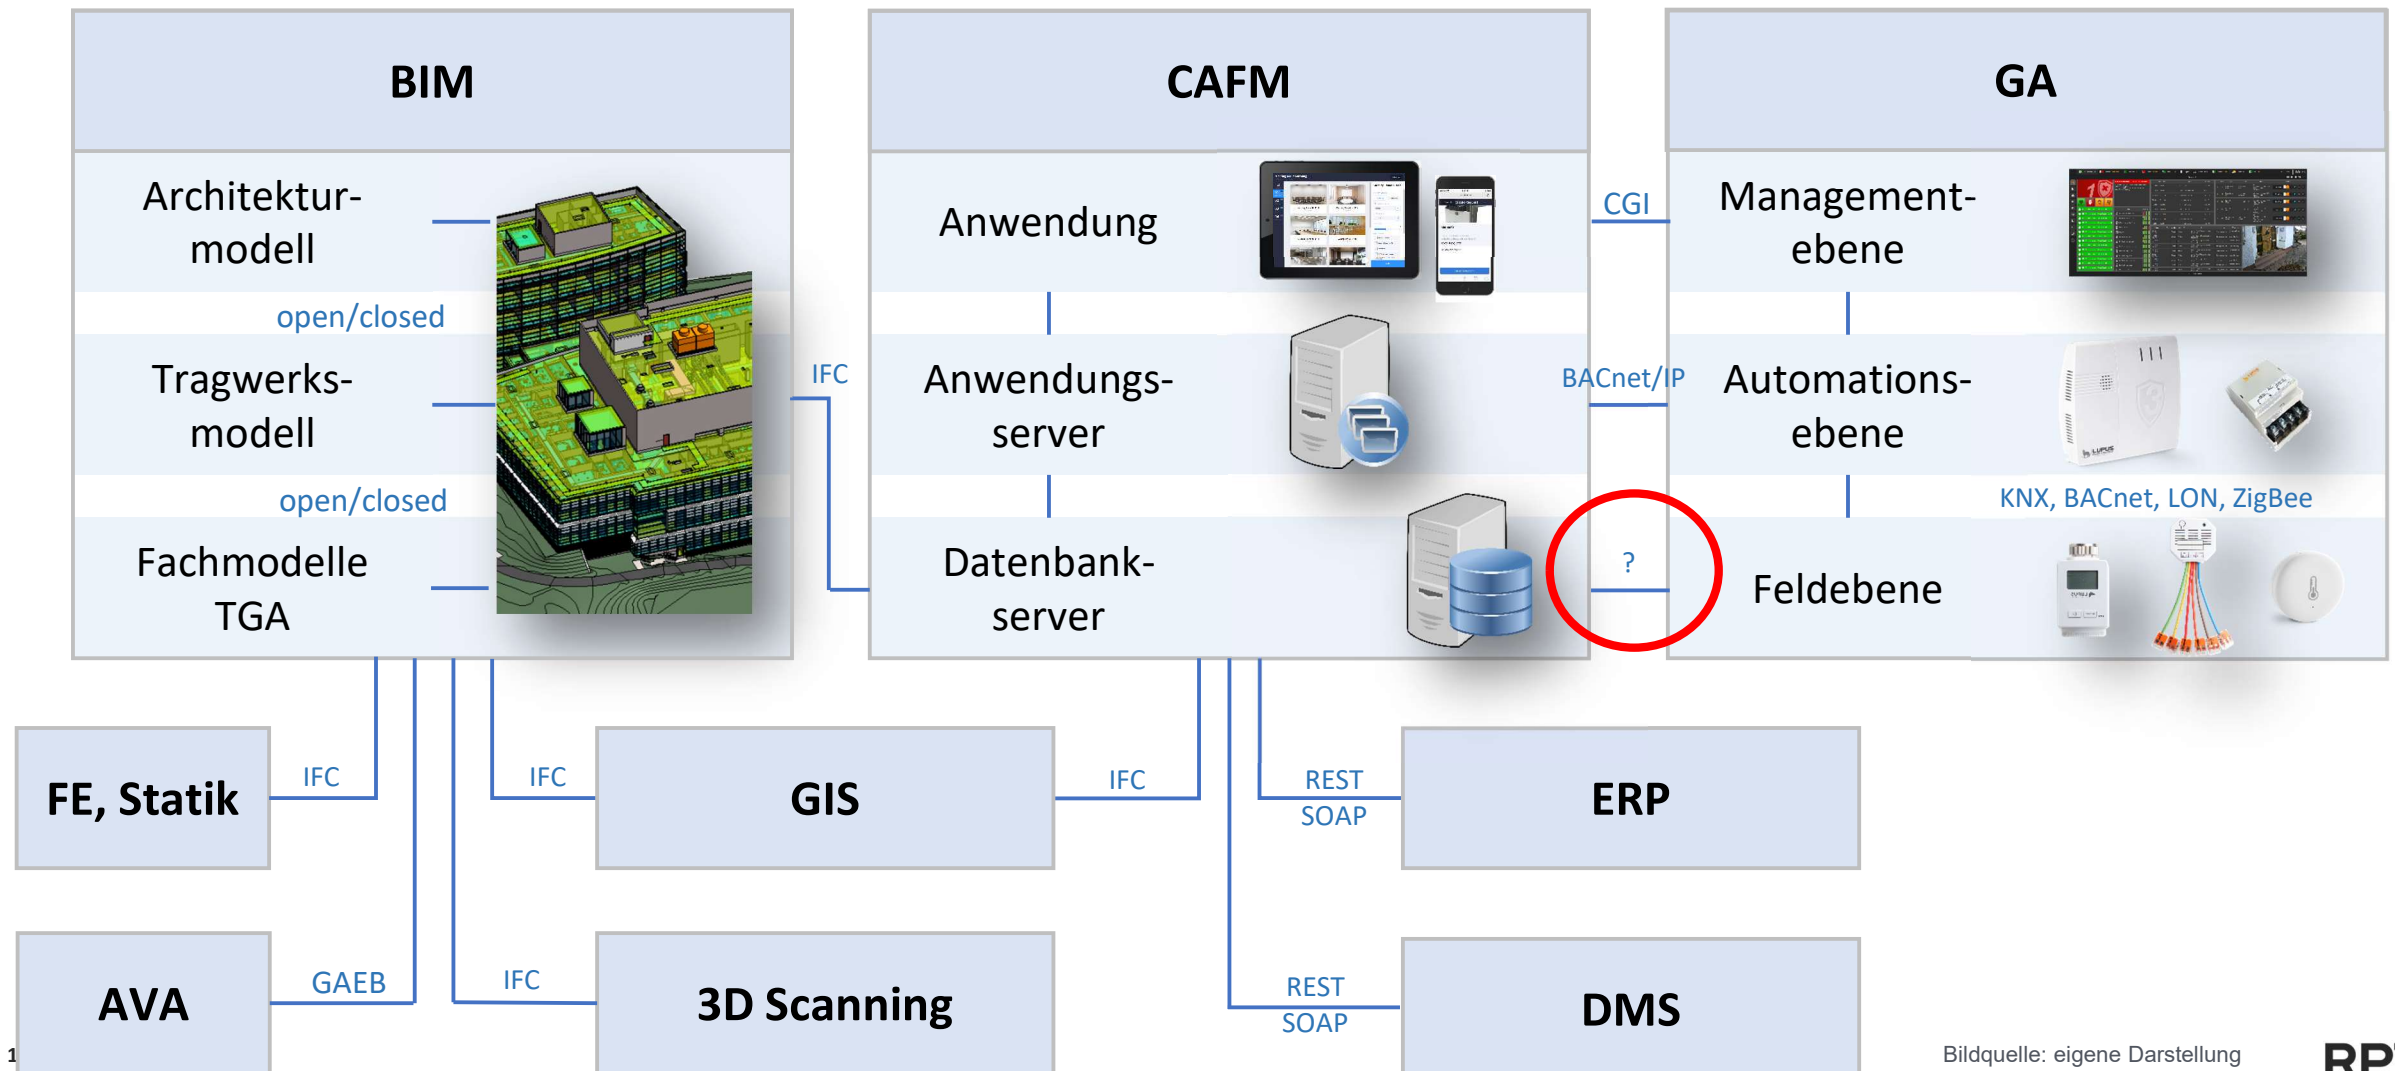 BIM
CAFM
GA
Architektur-
modell
open/closed
Tragwerks-
modell
open/closed
Fachmodelle
TGA
IFC
Anwendung
Anwendungs-
server
Datenbank-
server
CGI
BACnet/IP
?
Management-
ebene
Automations-
ebene
KNX, BACnet, LON, ZigBee
Feldebene
LUPUS
FE, Statik
IFC
IFC
GIS
IFC
REST
SOAP
ERP
AVA
GAEB
IFC
3D Scanning
REST
SOAP
DMS
1
Bildquelle: eigene Darstellung